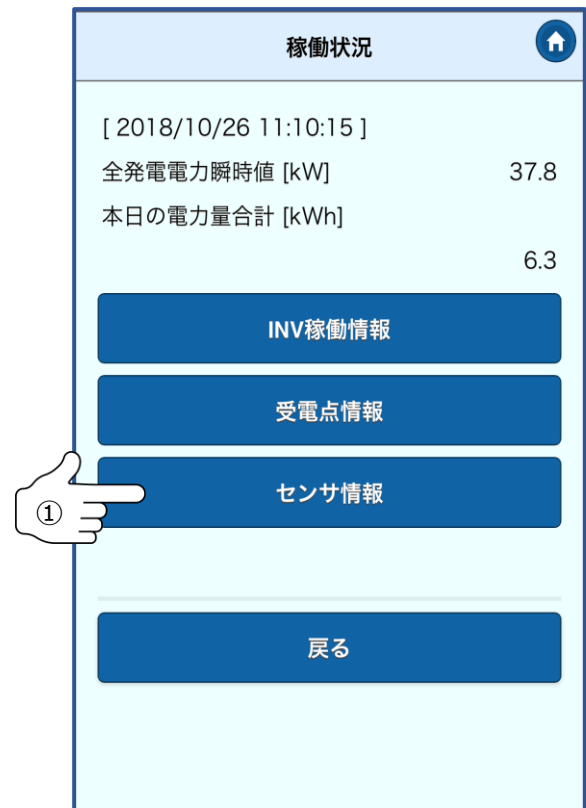 稼働状況
[ 2018/10/26 11:10:15 ]
全発電電力瞬時値 [kW] 37.8
本日の電力量合計 [kWh]
6.3
INV稼働情報
受電点情報
センサ情報
①
戻る